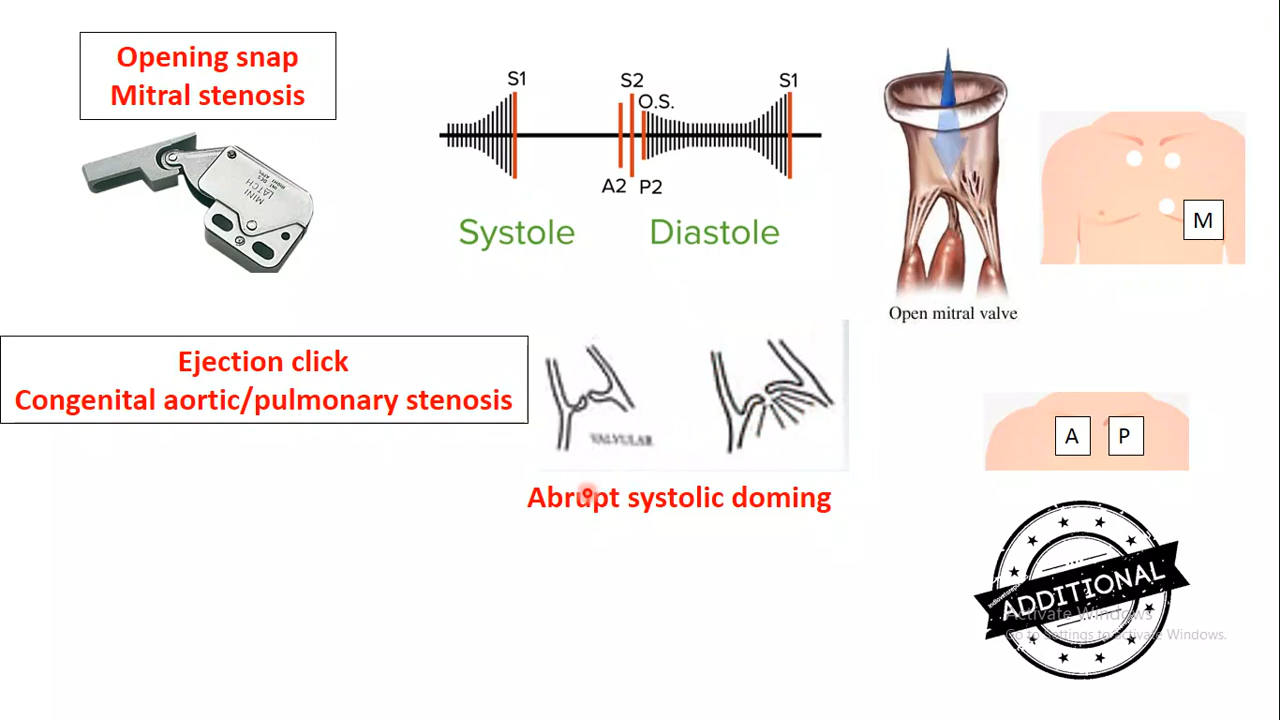 Opening snap
Mitral stenosis
MINI
LATCH
S1
S2
O.S.
S1
A2
P2
Systole
Diastole
M
Open mitral valve
Ejection click
Congenital aortic/pulmonary stenosis
VALVULAR
A
P
Abrupt systolic doming
ADDITIONAL
Activate Windows
Go to Settings to activate Windows.